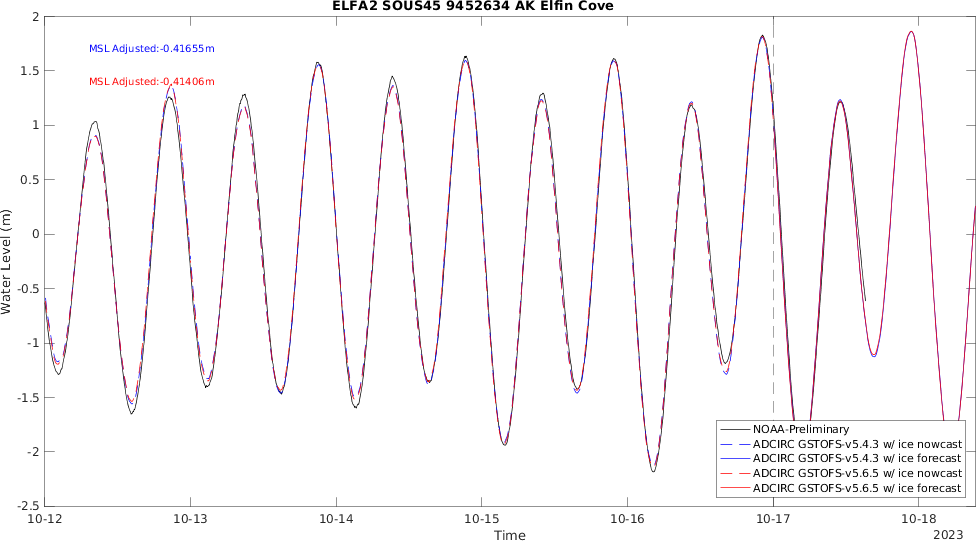 ELFA2 SOUS45 9452634 AK Elfin Cove
2
MSL Adjusted:-0.41655m
1.5
MSL Adjusted:-0.41406m
1
0.5
0
Water Level (m)
-0.5
-1
-1.5
-2
-2.5
NOAA-Preliminary
ADCIRC GSTOFS-v5.4.3 w/ ice nowcast
ADCIRC GSTOFS-v5.4.3 w/ ice forecast
ADCIRC GSTOFS-v5.6.5 w/ ice nowcast
ADCIRC GSTOFS-v5.6.5 w/ ice forecast
10-12 10-13 10-14 10-15 10-16 10-17 10-18
Time
2023